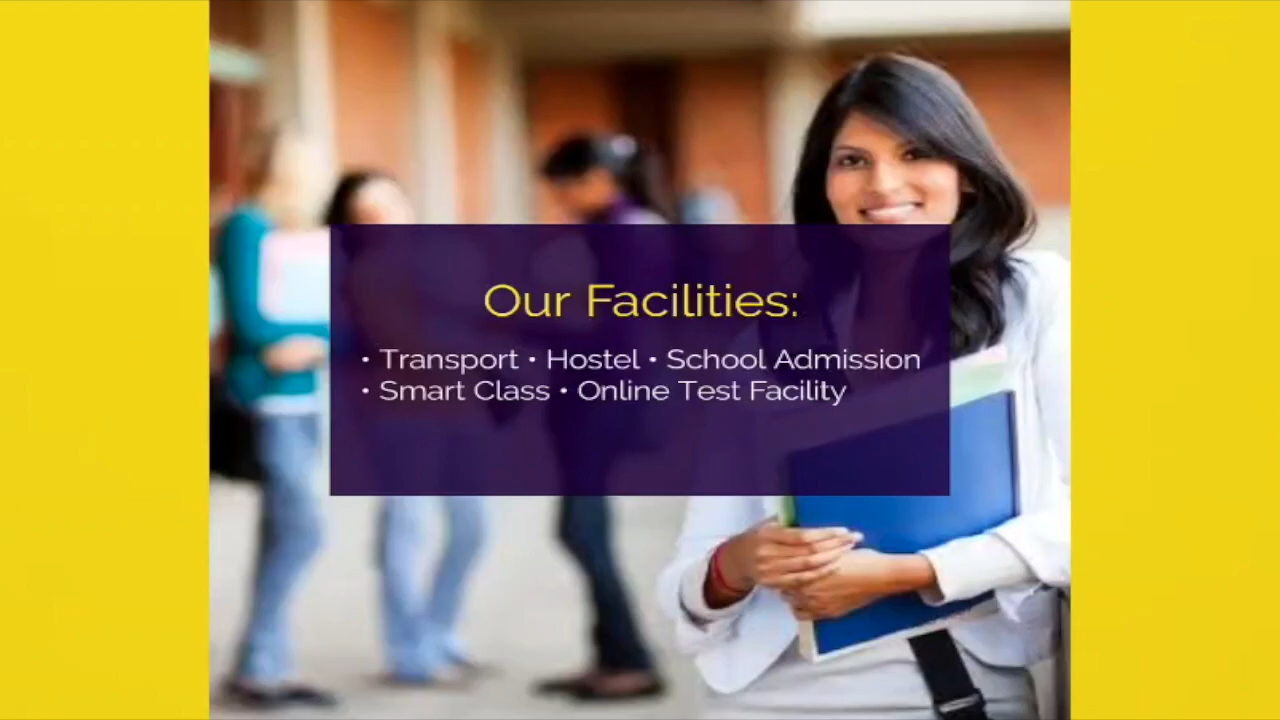 Our Facilities:
• Transport • Hostel • School Admission
• Smart Class • Online Test Facility